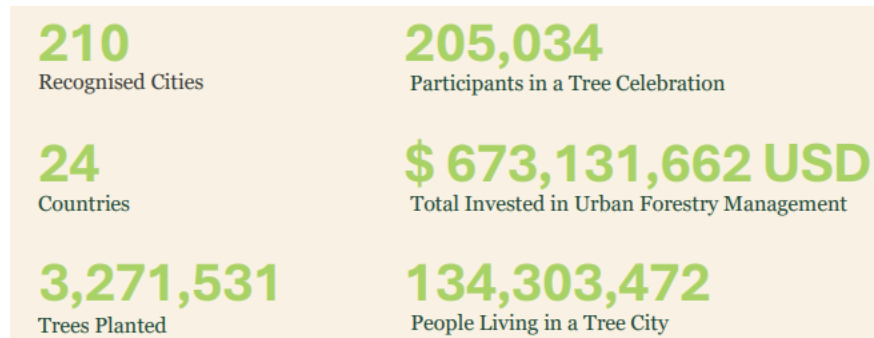 210
Recognised Cities
205,034
Participants in a Tree Celebration
24
Countries
$ 673,131,662 USD
Total Invested in Urban Forestry Management
3,271,531
Trees Planted
134,303,472
People Living in a Tree City